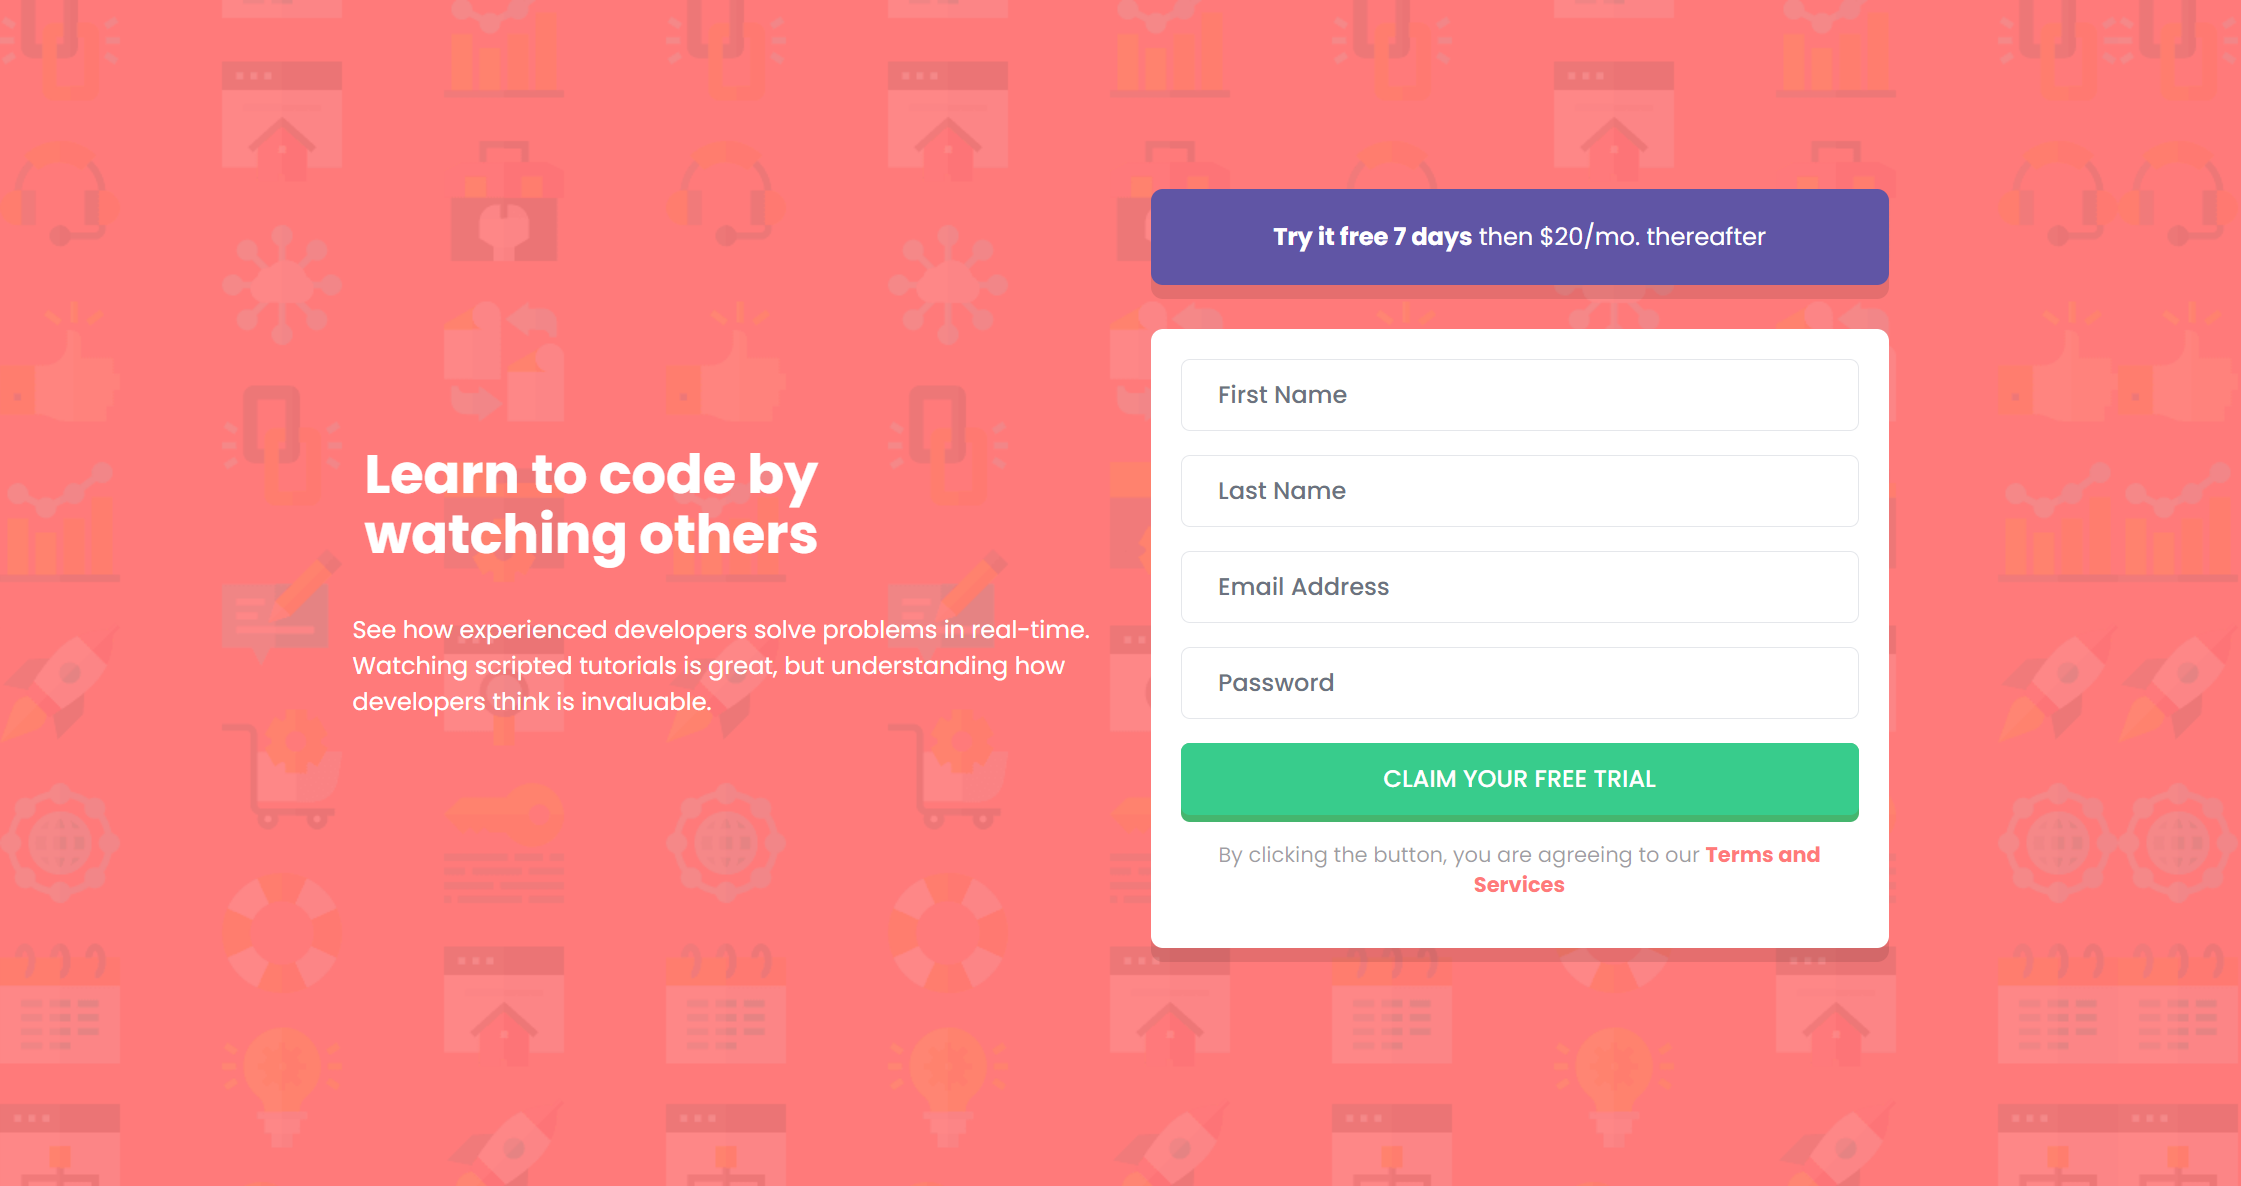 Learn to code by
watching others
See how experienced developers solve problems in real-time.
Watching scripted tutorials is great, but understanding how
developers think is invaluable.
Try it free 7 days then $20/mo. thereafter
First Name
Last Name
Email Address
Password
CLAIM YOUR FREE TRIAL
By clicking the button, you are agreeing to our Terms and
Services